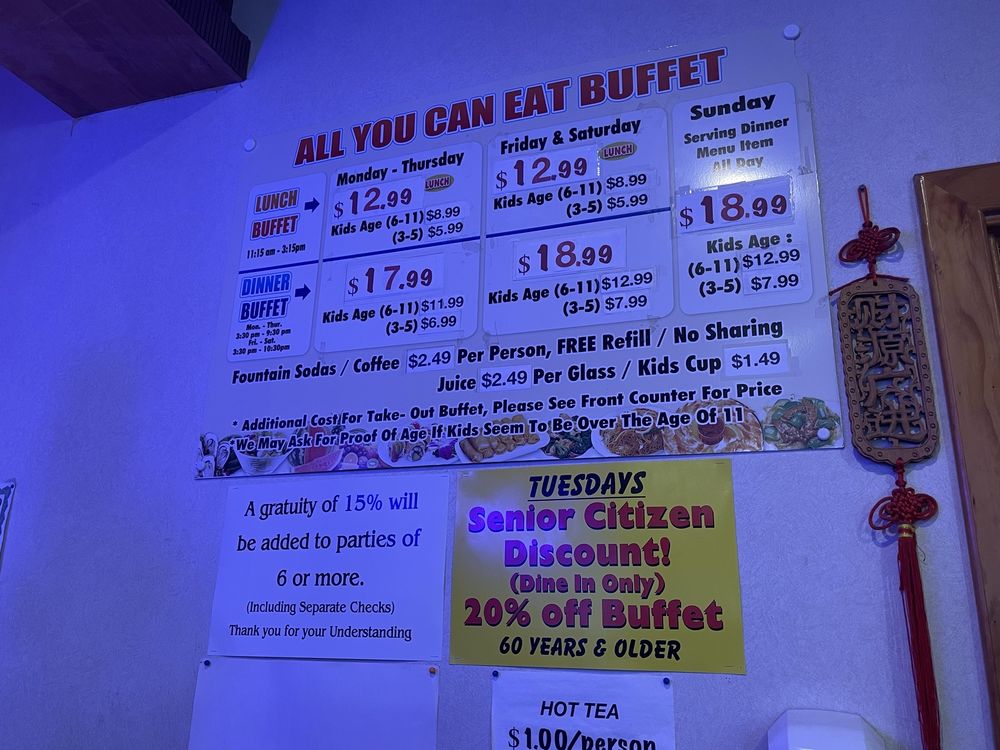 ALL YOU CAN EAT BUFFET
LUNCH
BUFFET
11:15 am - 3:15pm
Monday - Thursday
$12.99 LUNCH
Kids Age (6-11) $8.99
(3-5) $5.99
Friday & Saturday
$12.99 LUNCH
Kids Age (6-11) $8.99
(3-5) $5.99
Sunday
Serving Dinner
Menu Item
All Day
$18.99
Kids Age :
(6-11) $12.99
(3-5) $7.99
DINNER
BUFFET
Mon. - Thur.
3:30 pm - 9:30 pm
Fri. - Sat.
3:30 pm - 10:30pm
$17.99
Kids Age (6-11) $11.99
(3-5) $6.99
$18.99
Kids Age (6-11) $12.99
(3-5) $7.99
Fountain Sodas / Coffee $2.49 Per Person, FREE Refill / No Sharing
Juice $2.49 Per Glass / Kids Cup $1.49
* Additional Cost For Take- Out Buffet, Please See Front Counter For Price
*We May Ask For Proof Of Age If Kids Seem To Be Over The Age Of 11
财源广进
A gratuity of 15% will
be added to parties of
6 or more.
(Including Separate Checks)
Thank you for your Understanding
TUESDAYS
Senior Citizen
Discount!
(Dine In Only)
20% off Buffet
60 YEARS & OLDER
HOT TEA
$1.00/person